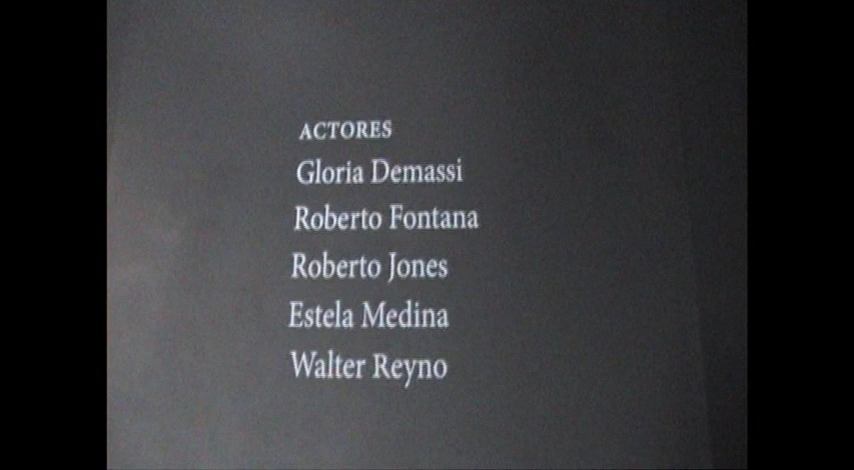 ACTORES
Gloria Demassi
Roberto Fontana
Roberto Jones
Estela Medina
Walter Reyno